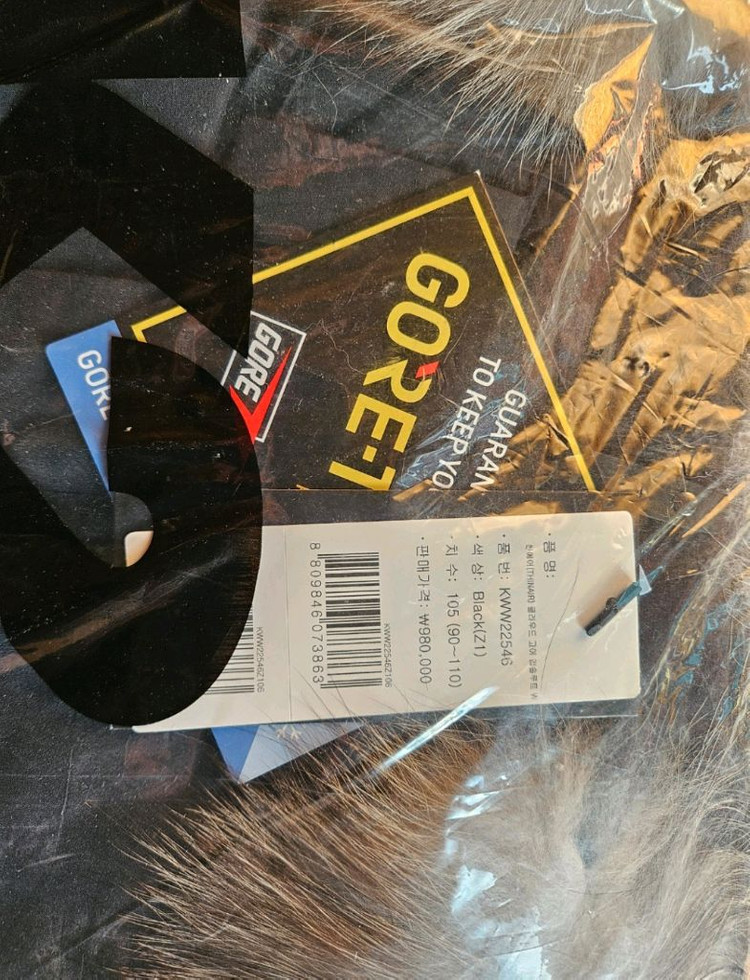 GORE
GORE
GORE-T
GUARAN
TO KEEP YO
· 품 명:
· 품 번: KWW22546
· 색 상: Black(Z1)
· 치 수: 105 (90~110)
· 판매가격: ₩980,000
KWW22546Z106
8 809846 073863
KWW22546Z106